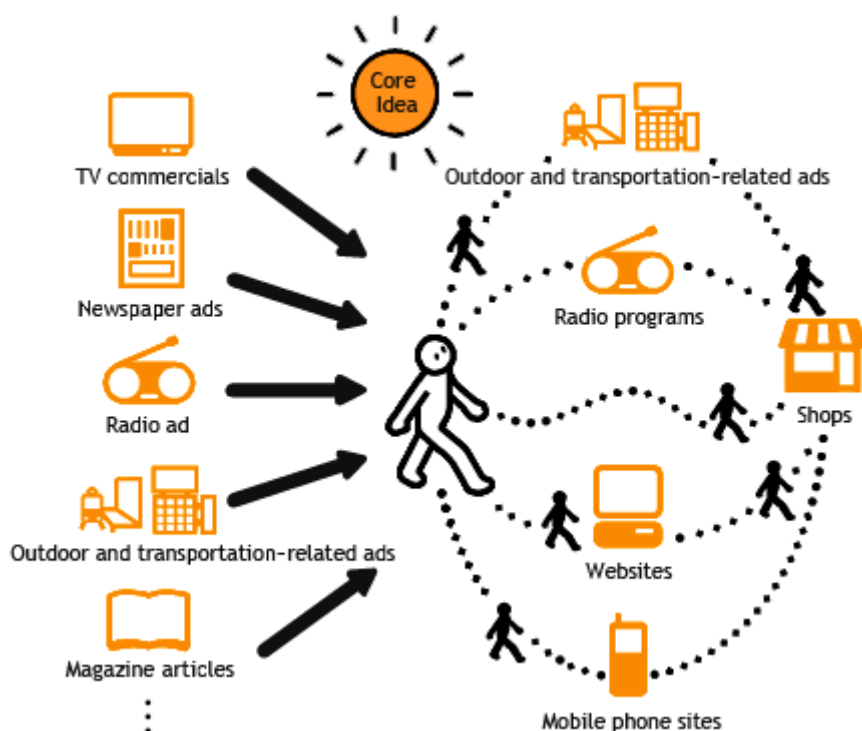 Core
Idea
TV commercials
Newspaper ads
Radio ad
Outdoor and transportation-related ads
Magazine articles
Outdoor and transportation-related ads
Radio programs
Shops
Websites
Mobile phone sites